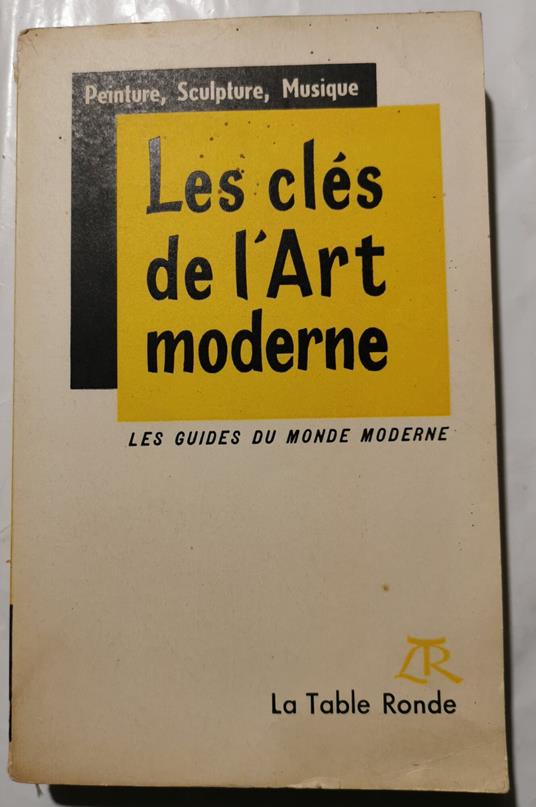 Peinture, Sculpture, Musique
Les clés
de l'Art
moderne
LES GUIDES DU MONDE MODERNE
LTR
La Table Ronde